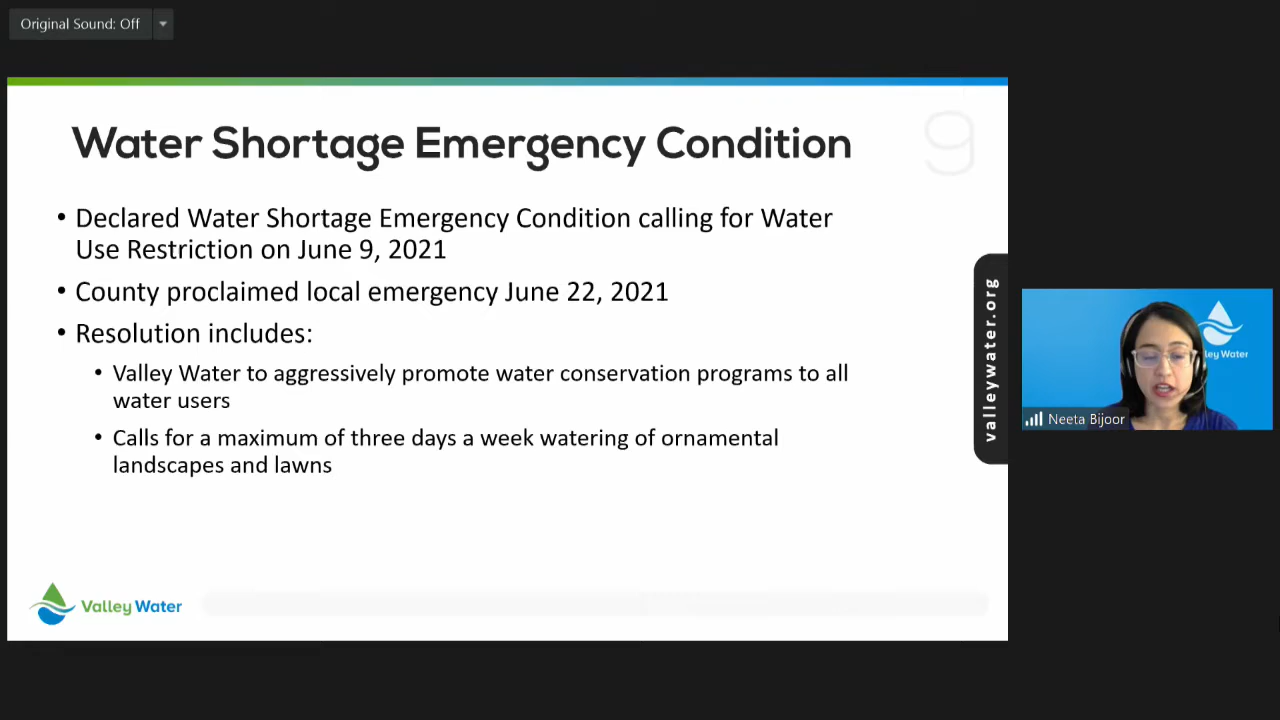 Original Sound: Off
Water Shortage Emergency Condition
9
• Declared Water Shortage Emergency Condition calling for Water
Use Restriction on June 9, 2021
• County proclaimed local emergency June 22, 2021
• Resolution includes:
• Valley Water to aggressively promote water conservation programs to all
water users
• Calls for a maximum of three days a week watering of ornamental
landscapes and lawns
valleywater.org
Valley Water
lley Water
Neeta Bijoor